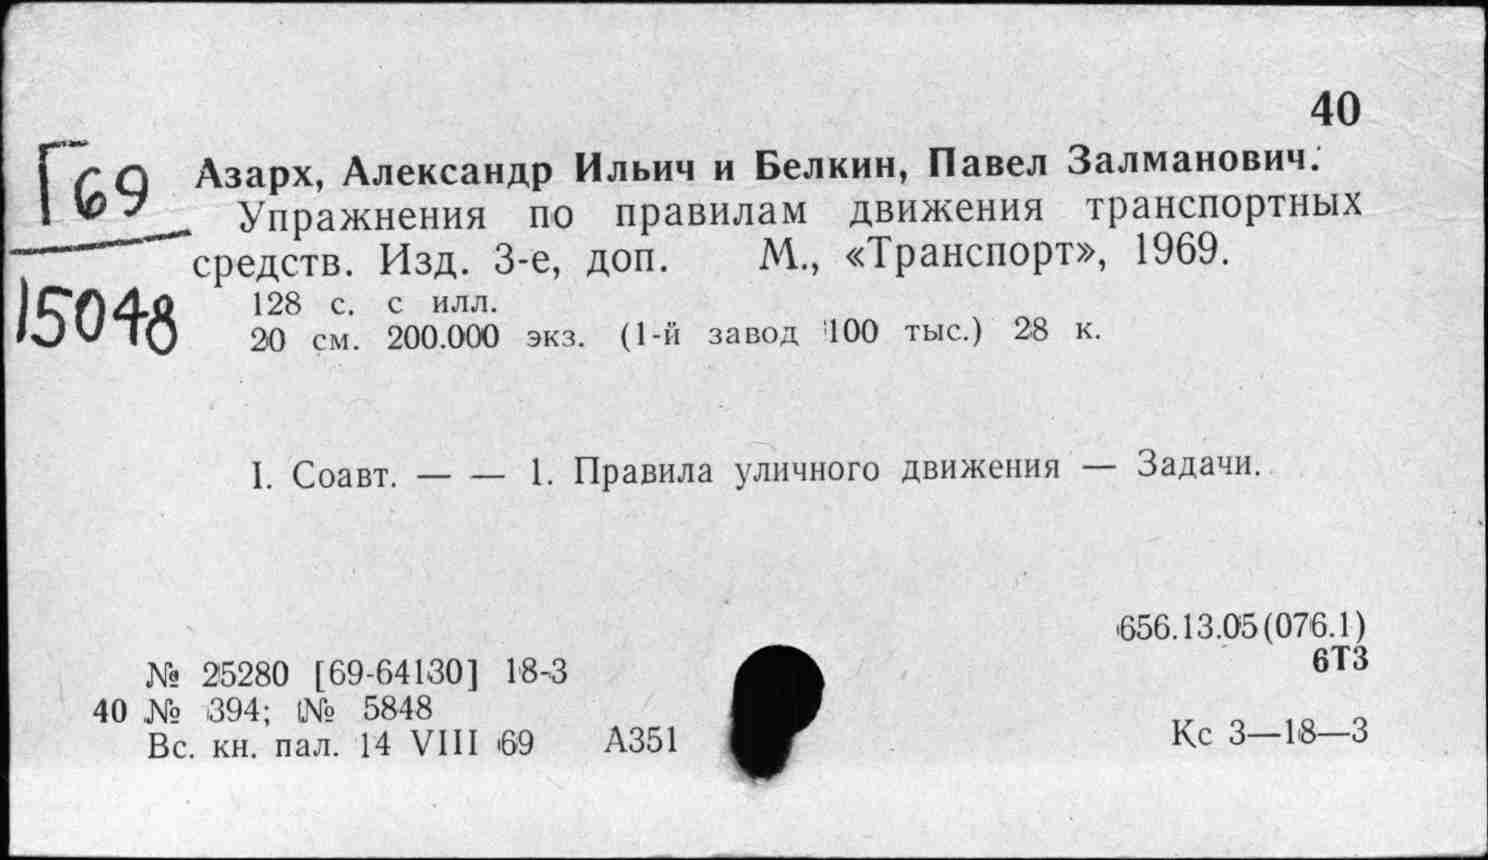 40
Г69
15048
Азарх, Александр Ильич и Белкин, Павел Залманович.
Упражнения по правилам движения транспортных
средств. Изд. 3-е, доп. М., «Транспорт», 1969.
128 с. с илл.
20 см. 200.000 экз. (1-й завод 100 тыс.) 28 к.
I. Соавт. — — 1. Правила уличного движения — Задачи.
656.13.05(076.1)
6Т3
№ 25280 [69-64130] 18-3
40 № 394; № 5848
Вс. кн. пал. 14 VIII 69 А351
Кс 3—18—3